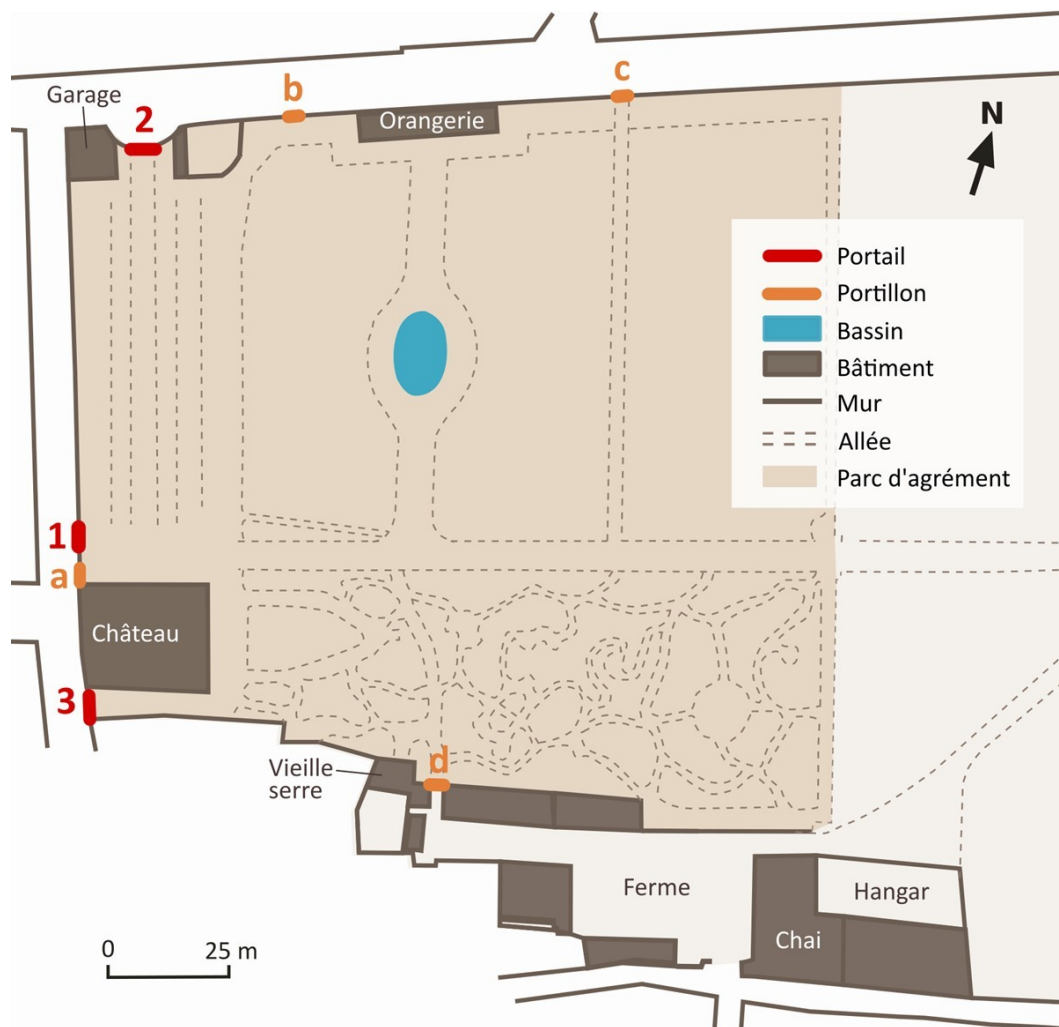 c
b
Garage
2
Orangerie
N
Portail
Portillon
Bassin
Bâtiment
Mur
Allée
Parc d'agrément
1
a
Château
3
d
Vieille
serre
Ferme
Hangar
Chai
0 25 m